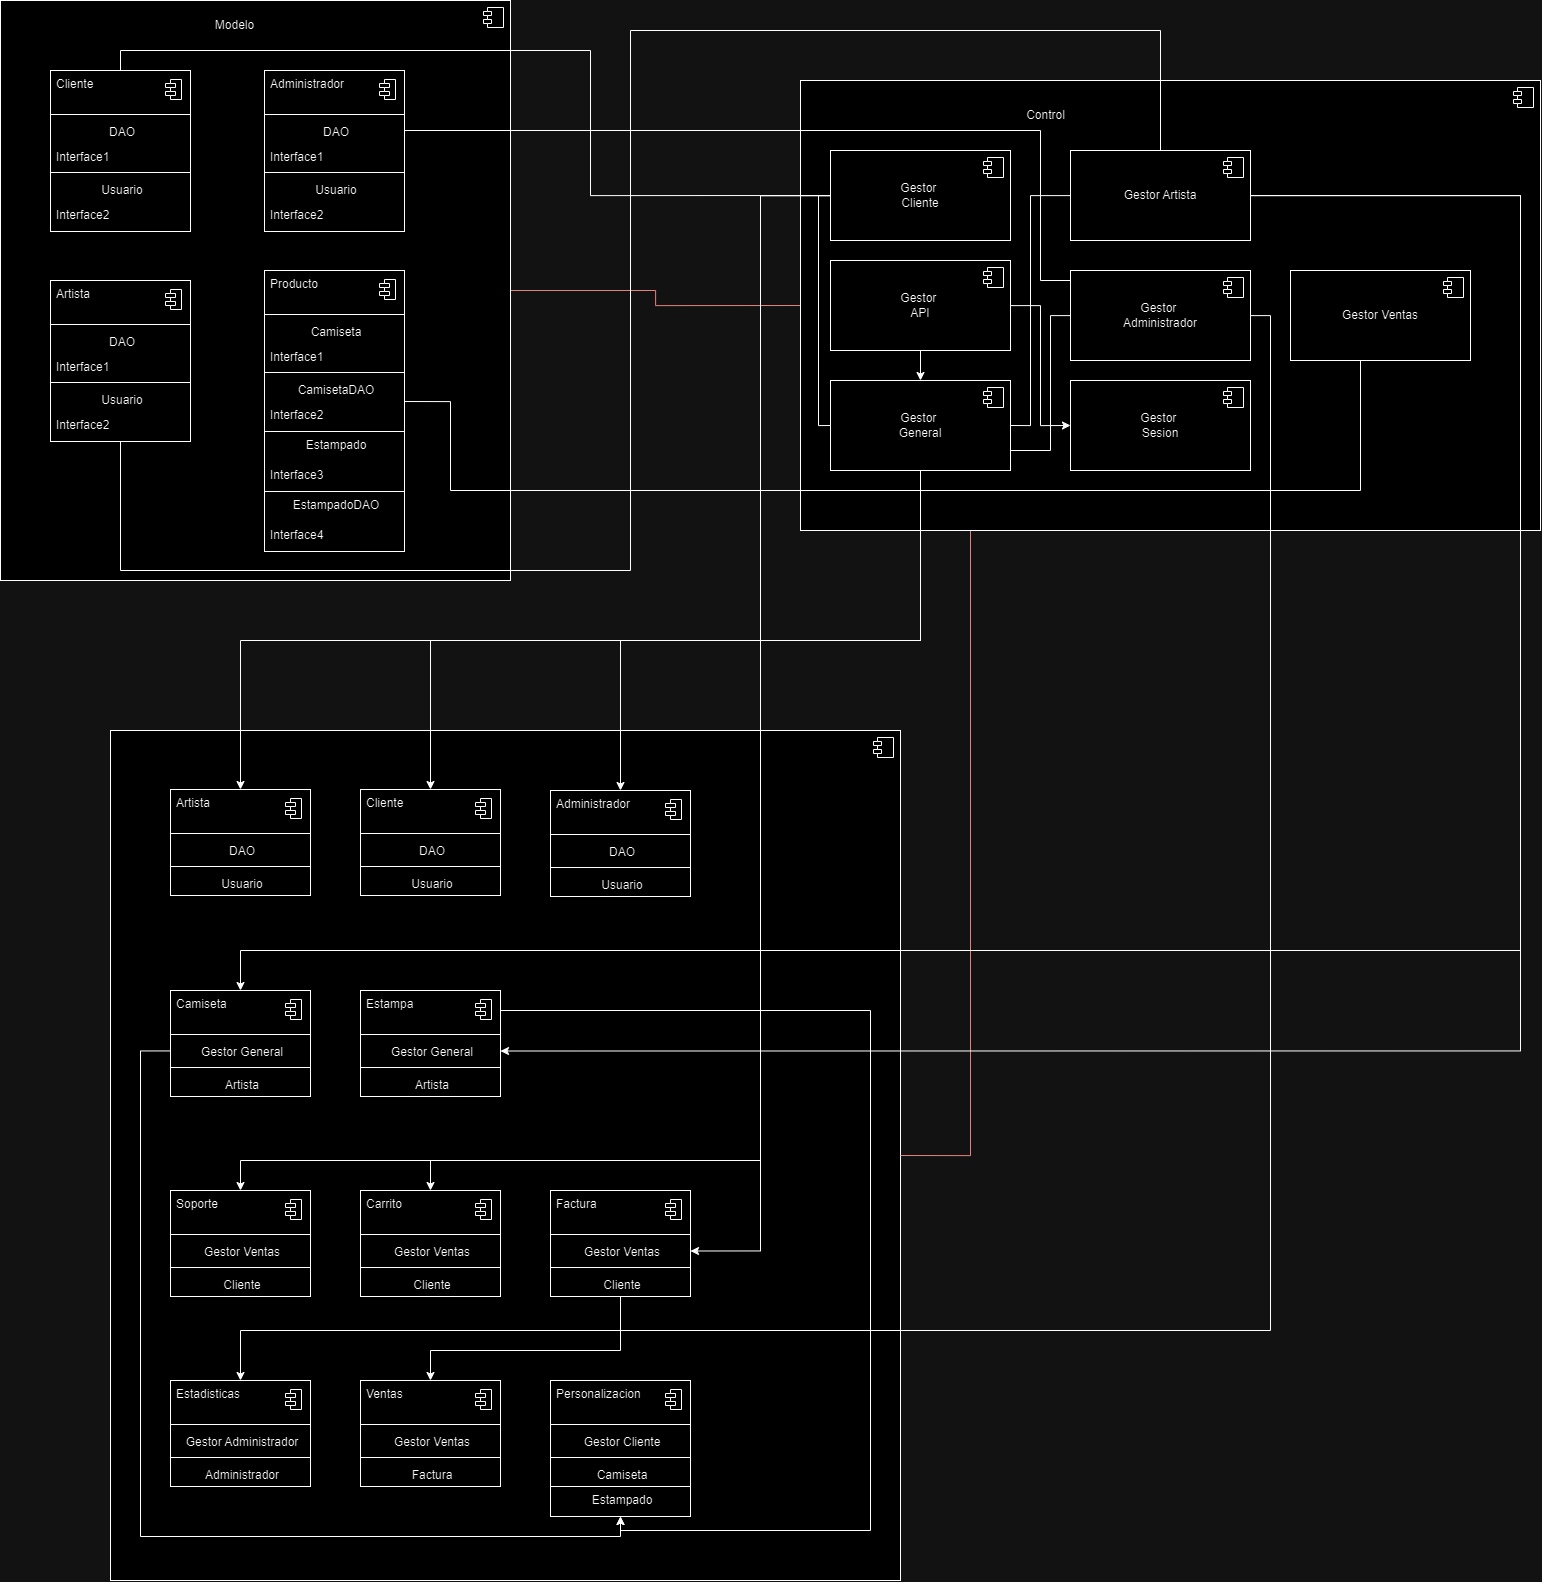 Modelo
Cliente
DAO
Interface1
Usuario
Interface2
Administrador
DAO
Interface1
Usuario
Interface2
Artista
DAO
Interface1
Usuario
Interface2
Producto
Camiseta
Interface1
CamisetaDAO
Interface2
Estampado
Interface3
EstampadoDAO
Interface4
Control
Gestor
Cliente
Gestor Artista
Gestor
API
Gestor
Administrador
Gestor Ventas
Gestor
General
Gestor
Sesion
Artista
DAO
Usuario
Cliente
DAO
Usuario
Administrador
DAO
Usuario
Camiseta
Gestor General
Artista
Estampa
Gestor General
Artista
Soporte
Gestor Ventas
Cliente
Carrito
Gestor Ventas
Cliente
Factura
Gestor Ventas
Cliente
Estadisticas
Gestor Administrador
Administrador
Ventas
Gestor Ventas
Factura
Personalizacion
Gestor Cliente
Camiseta
Estampado